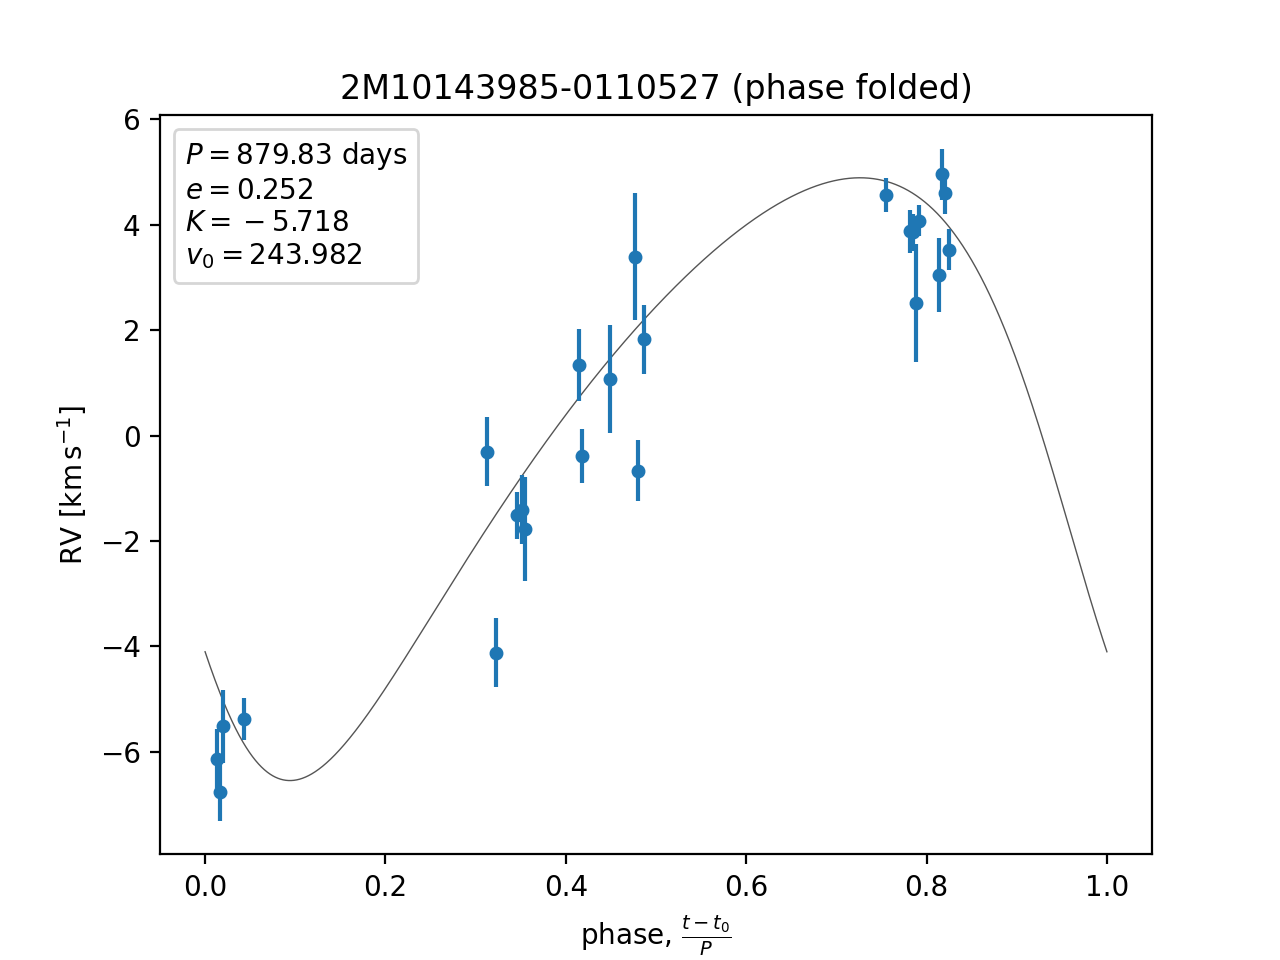 2M10143985-0110527 (phase folded)
P = 879.83 days
e = 0.252
K = −5.718
v₀ = 243.982
6
4
2
0
−2
−4
−6
RV [km s⁻¹]
0.0 0.2 0.4 0.6 0.8 1.0
phase, (t − t₀)/P